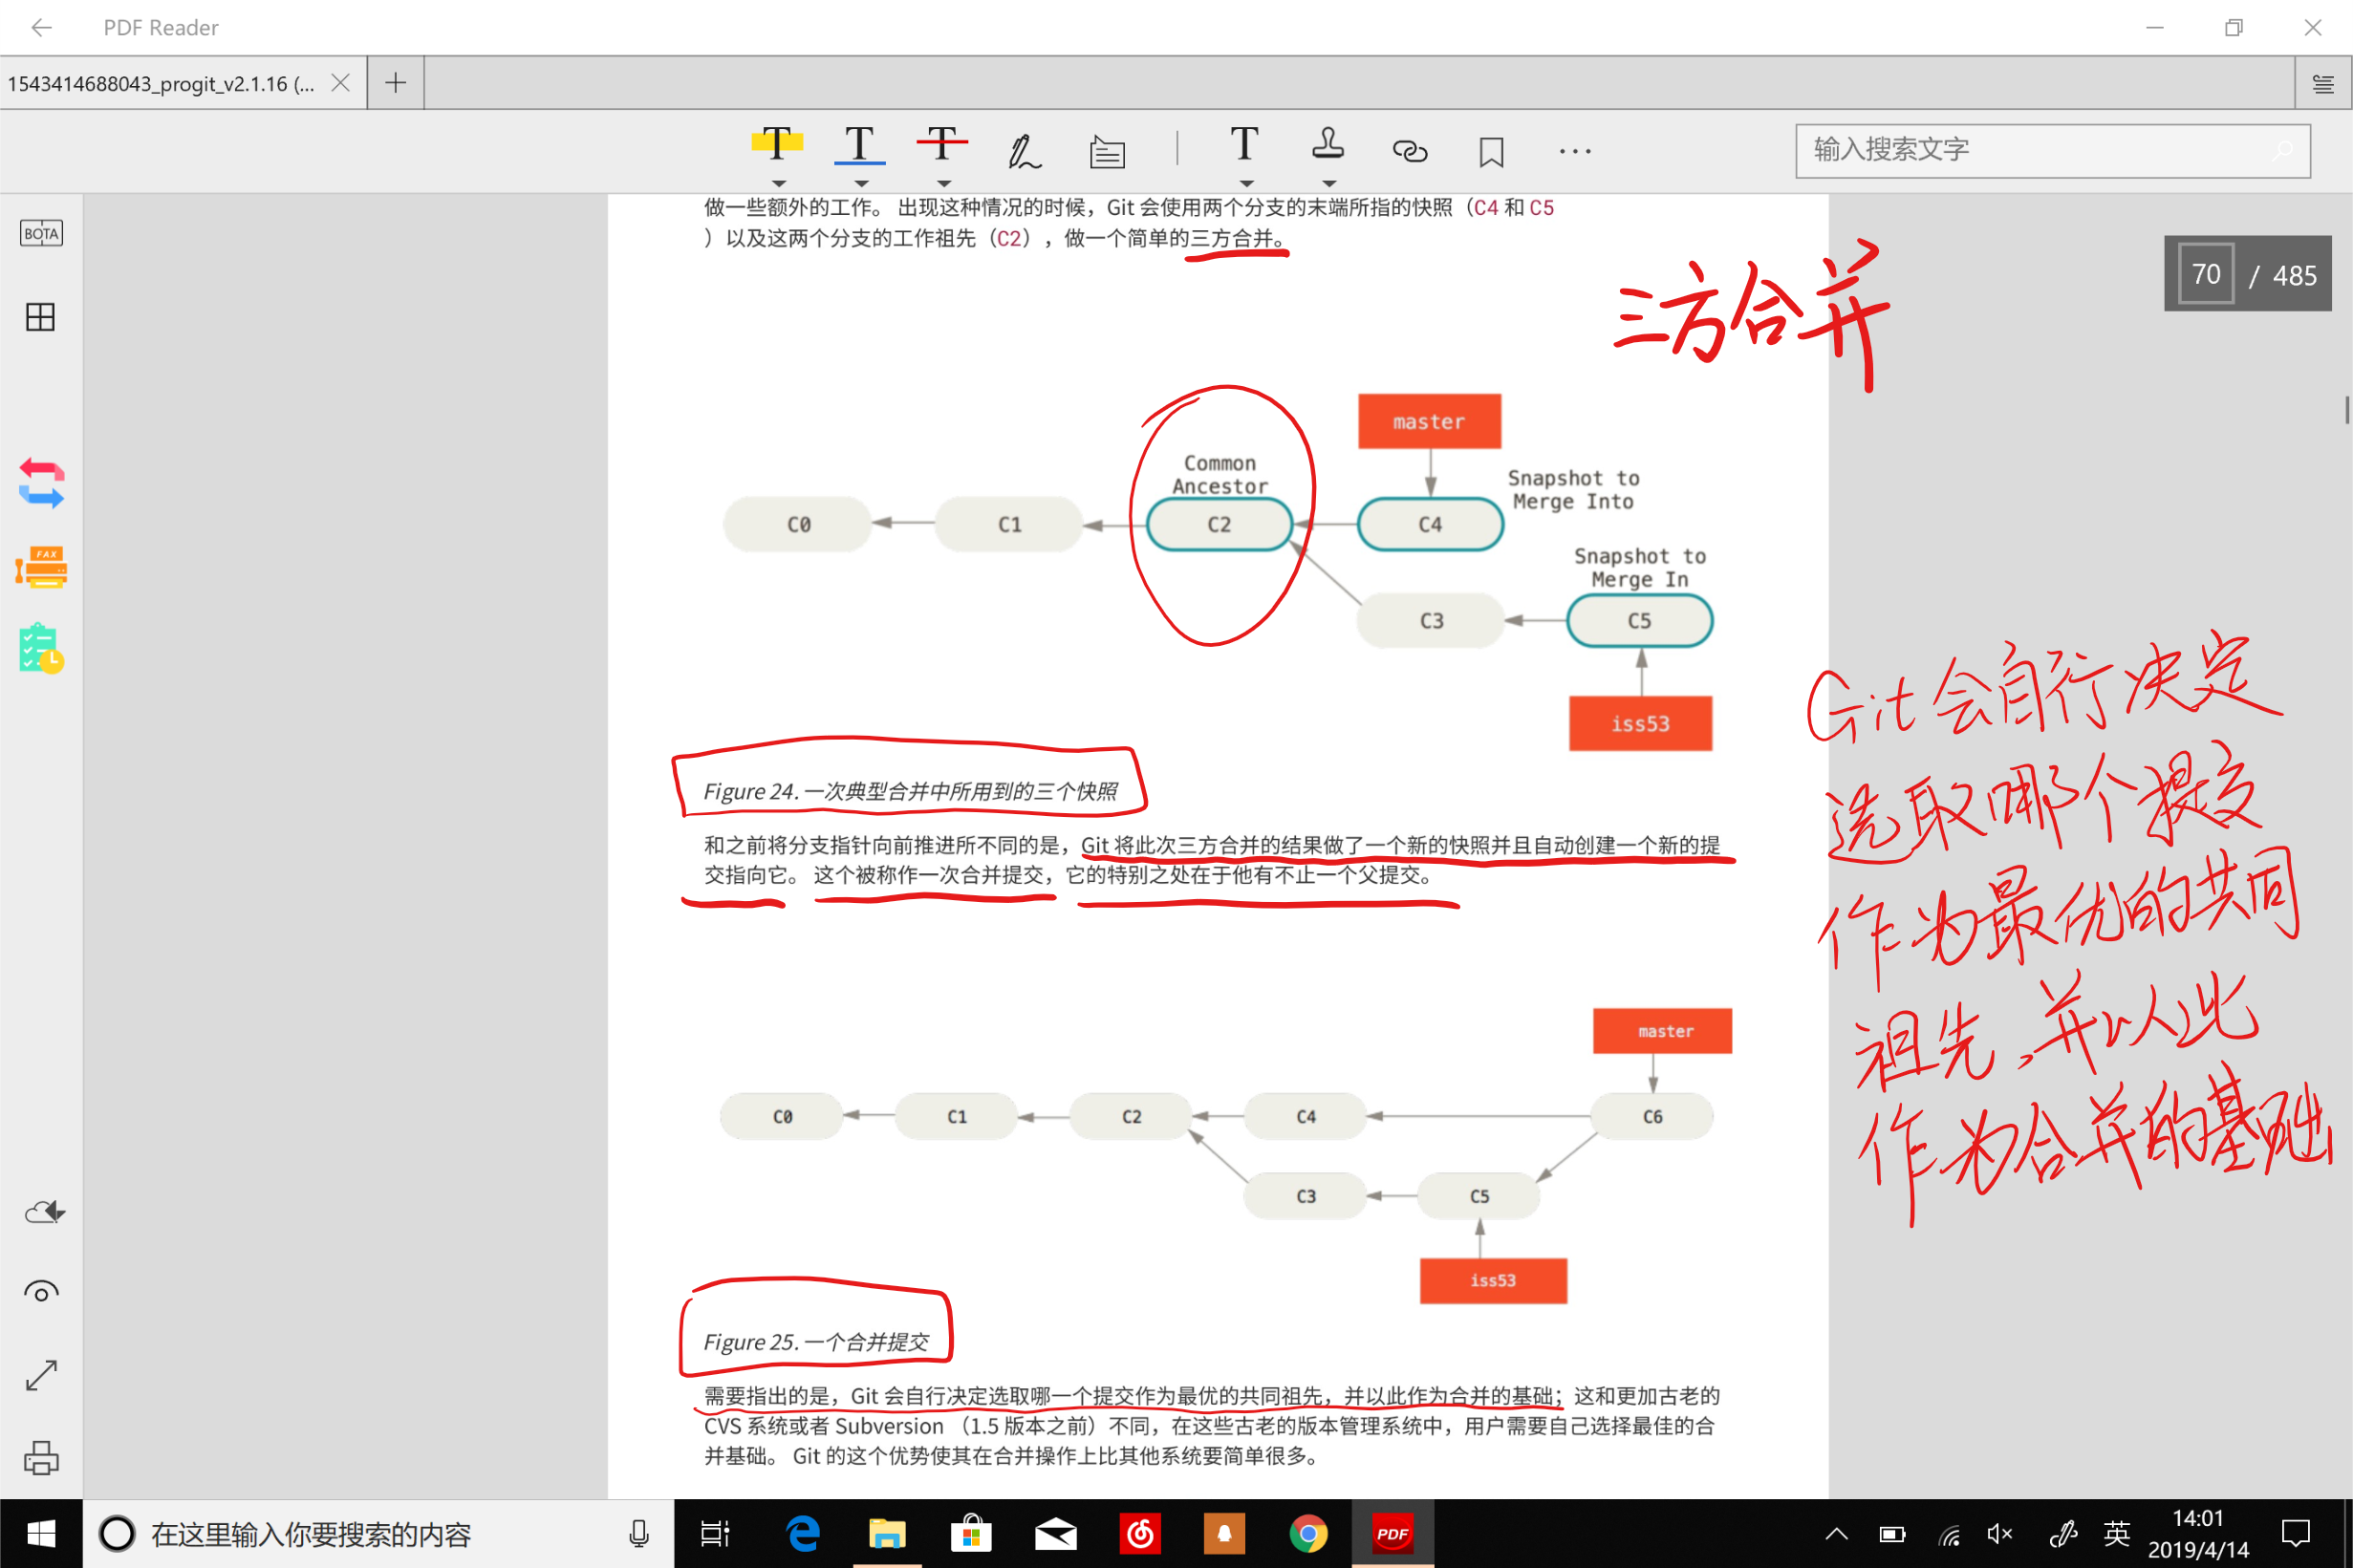 PDF Reader
1543414688043_progit_v2.1.16 (...
T T T T
输入搜索文字
BOTA
FAX
70 / 485
做一些额外的工作。 出现这种情况的时候，Git 会使用两个分支的末端所指的快照（C4 和 C5
）以及这两个分支的工作祖先（C2），做一个简单的三方合并。
三方合并
master
Common
Ancestor
Snapshot to
Merge Into
C0 C1 C2 C4
Snapshot to
Merge In
C3 C5
iss53
Git 会自行决定
选取哪个提交
作为最优的共同
祖先，并以此
作为合并的基础
Figure 24. 一次典型合并中所用到的三个快照
和之前将分支指针向前推进所不同的是，Git 将此次三方合并的结果做了一个新的快照并且自动创建一个新的提
交指向它。 这个被称作一次合并提交，它的特别之处在于他有不止一个父提交。
master
C0 C1 C2 C4 C6
C3 C5
iss53
Figure 25. 一个合并提交
需要指出的是，Git 会自行决定选取哪一个提交作为最优的共同祖先，并以此作为合并的基础；这和更加古老的
CVS 系统或者 Subversion （1.5 版本之前）不同，在这些古老的版本管理系统中，用户需要自己选择最佳的合
并基础。 Git 的这个优势使其在合并操作上比其他系统要简单很多。
在这里输入你要搜索的内容
PDF
英
14:01
2019/4/14